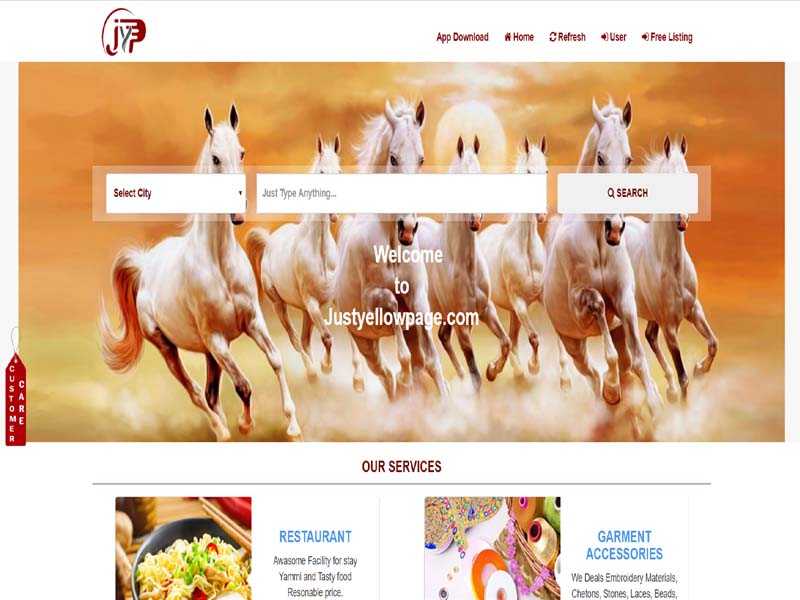 JYP
App Download Home Refresh User Free Listing
Select City Just Type Anything... SEARCH
Welcome
to
Justyellowpage.com
CUSTOMER
CARE
OUR SERVICES
RESTAURANT
Awasome Facility for stay
Yammi and Tasty food
Resonable price.
GARMENT
ACCESSORIES
We Deals Embroidery Materials,
Chetons, Stones, Laces, Beads,